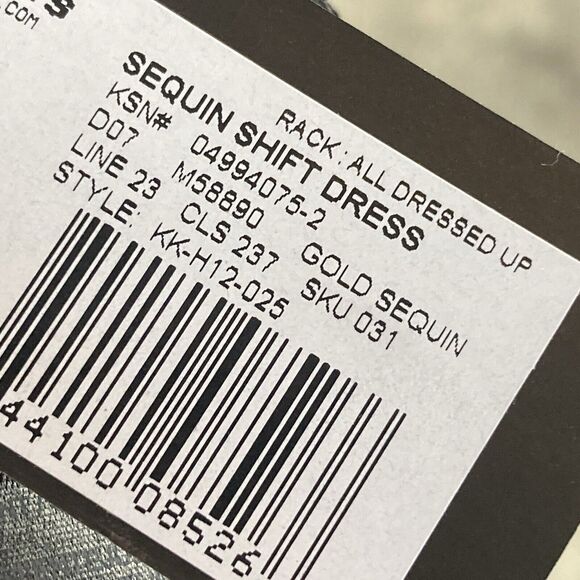 .COM
RACK: ALL DRESSED UP
SEQUIN SHIFT DRESS
KSN# 04994075-2
D07 M58890 GOLD SEQUIN
LINE 23 CLS 237 SKU 031
STYLE: KK-H12-025
44100 08526